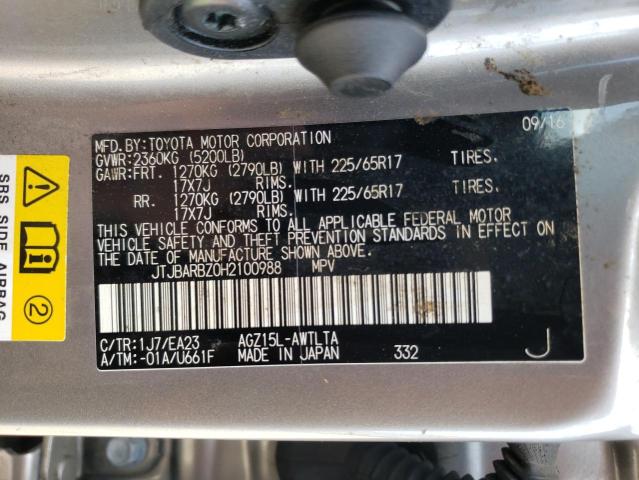 MFD.BY:TOYOTA MOTOR CORPORATION 09/16
GVWR:2360KG (5200LB)
GAWR:FRT. 1270KG (2790LB) WITH 225/65R17 TIRES.
17X7J RIMS.
RR. 1270KG (2790LB) WITH 225/65R17 TIRES.
17X7J RIMS.
THIS VEHICLE CONFORMS TO ALL APPLICABLE FEDERAL MOTOR
VEHICLE SAFETY AND THEFT PREVENTION STANDARDS IN EFFECT ON
THE DATE OF MANUFACTURE SHOWN ABOVE.
JTJBARBZ0H2100988 MPV
C/TR:1J7/EA23 AGZ15L-AWTLTA
A/TM:-01A/U661F MADE IN JAPAN 332 J
SRS SIDE AIRBAG
2